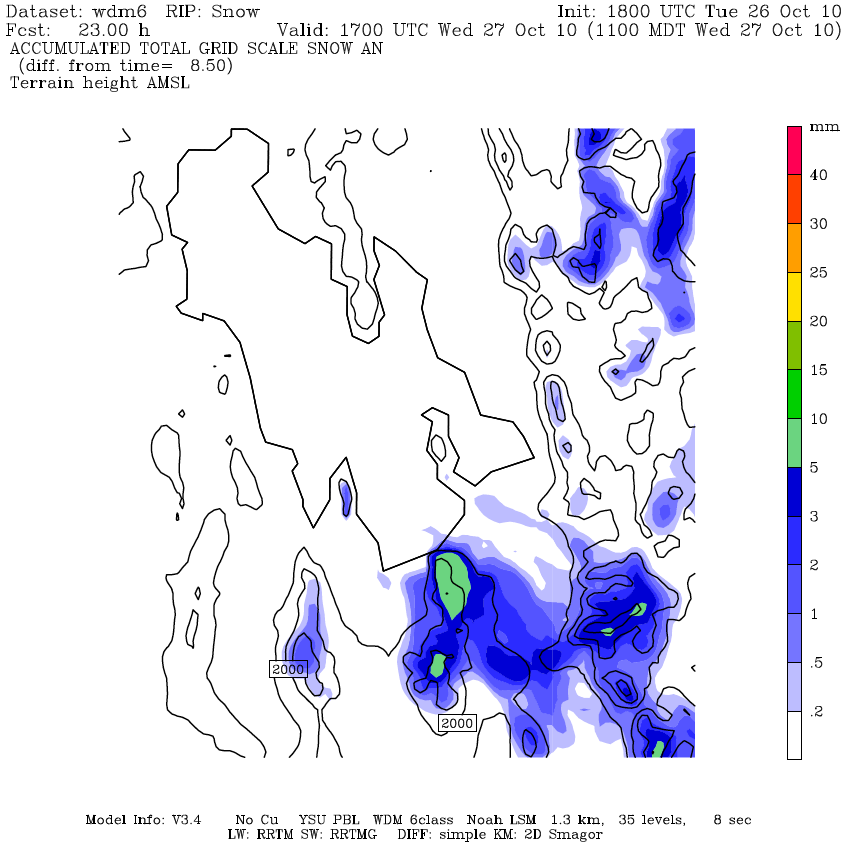 Dataset: wdm6 RIP: Snow Init: 1800 UTC Tue 26 Oct 10
Fcst: 23.00 h Valid: 1700 UTC Wed 27 Oct 10 (1100 MDT Wed 27 Oct 10)
ACCUMULATED TOTAL GRID SCALE SNOW AN
(diff. from time= 8.50)
Terrain height AMSL
mm
40
30
25
20
15
10
5
3
2
1
.5
.2
2000
2000
Model Info: V3.4 No Cu YSU PBL WDM 6class Noah LSM 1.3 km, 35 levels, 8 sec
LW: RRTM SW: RRTMG DIFF: simple KM: 2D Smagor